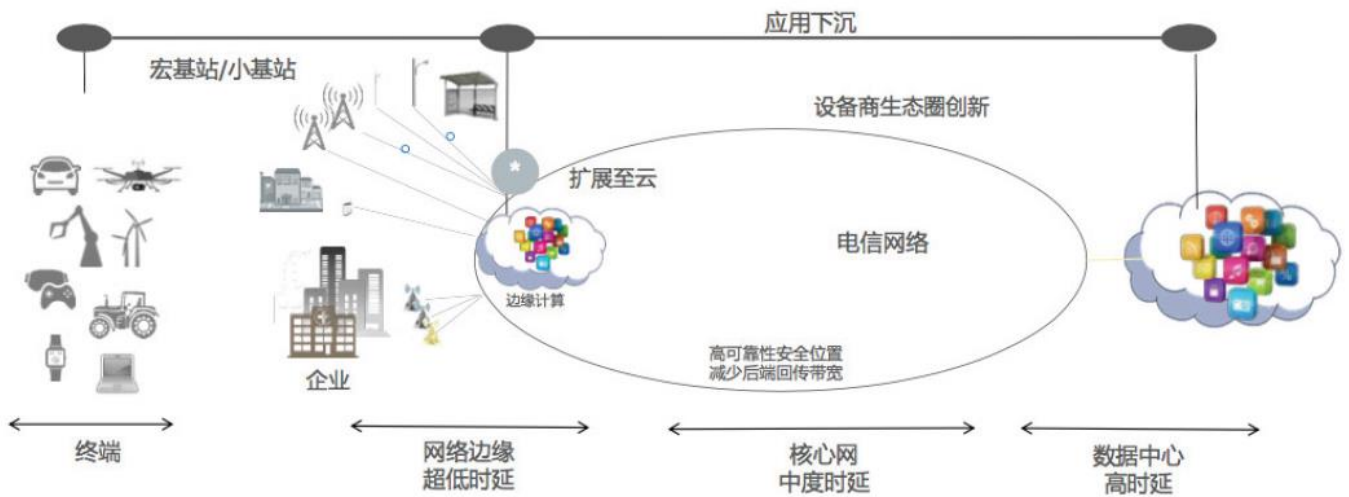 应用下沉
宏基站/小基站
设备商生态圈创新
*
扩展至云
电信网络
边缘计算
高可靠性安全位置
减少后端回传带宽
企业
终端
网络边缘
超低时延
核心网
中度时延
数据中心
高时延